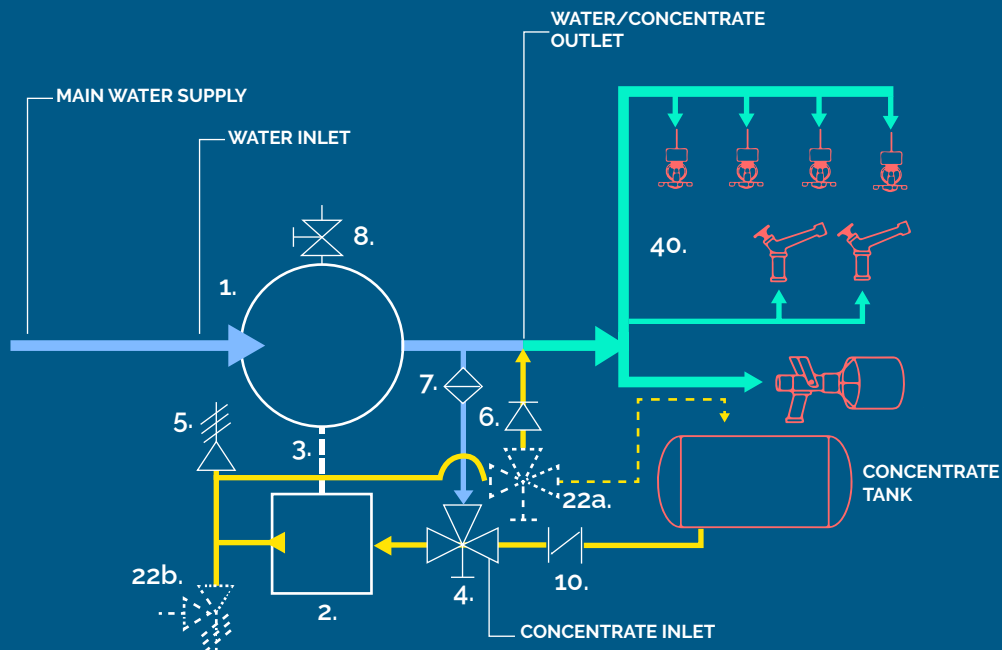 WATER/CONCENTRATE
OUTLET
MAIN WATER SUPPLY
WATER INLET
8.
40.
1.
7.
5.
6.
3.
CONCENTRATE
TANK
22a.
22b.
2.
4.
10.
CONCENTRATE INLET